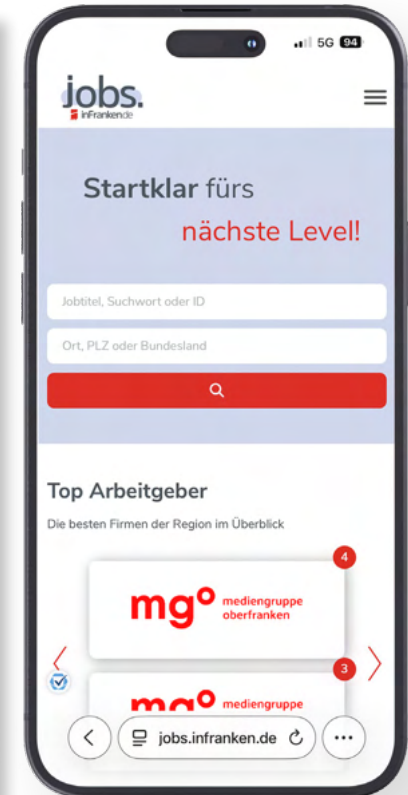 5G 94
jobs.
inFranken.de
Startklar fürs
nächste Level!
Jobtitel, Suchwort oder ID
Ort, PLZ oder Bundesland
Top Arbeitgeber
Die besten Firmen der Region im Überblick
4
mgo mediengruppe
oberfranken
3
mgo mediengruppe
jobs.infranken.de